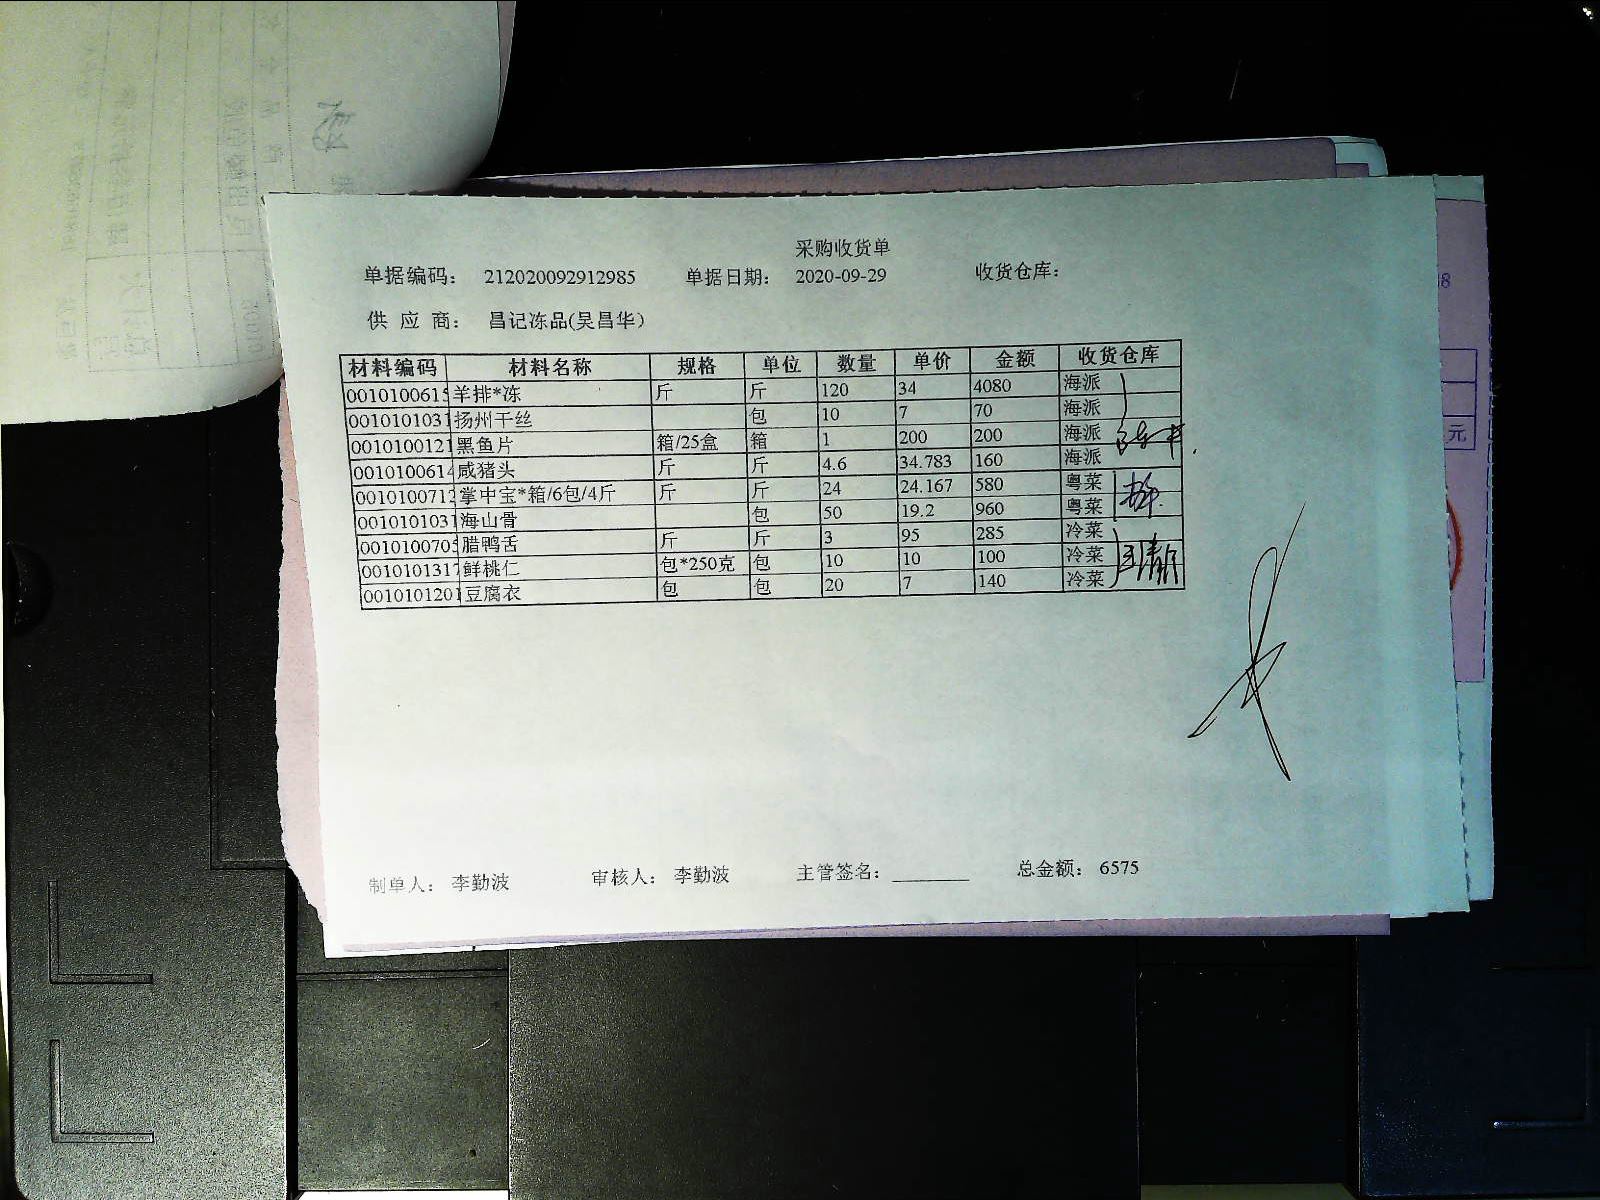 采购收货单
单据编码： 212020092912985 单据日期： 2020-09-29 收货仓库：
供 应 商： 昌记冻品(吴昌华)
材料编码 材料名称 规格 单位 数量 单价 金额 收货仓库
0010100615 羊排*冻 斤 斤 120 34 4080 海派
0010101031 扬州干丝 包 10 7 70 海派
0010100121 黑鱼片 箱/25盒 箱 1 200 200 海派
0010100614 咸猪头 斤 斤 4.6 34.783 160 海派
0010100712 掌中宝*箱/6包/4斤 斤 斤 24 24.167 580 粤菜
0010101031 海山骨 包 50 19.2 960 粤菜
0010100705 腊鸭舌 斤 斤 3 95 285 冷菜
0010101317 鲜桃仁 包*250克 包 10 10 100 冷菜
0010101201 豆腐衣 包 包 20 7 140 冷菜
制单人： 李勤波 审核人： 李勤波 主管签名：________ 总金额： 6575
元